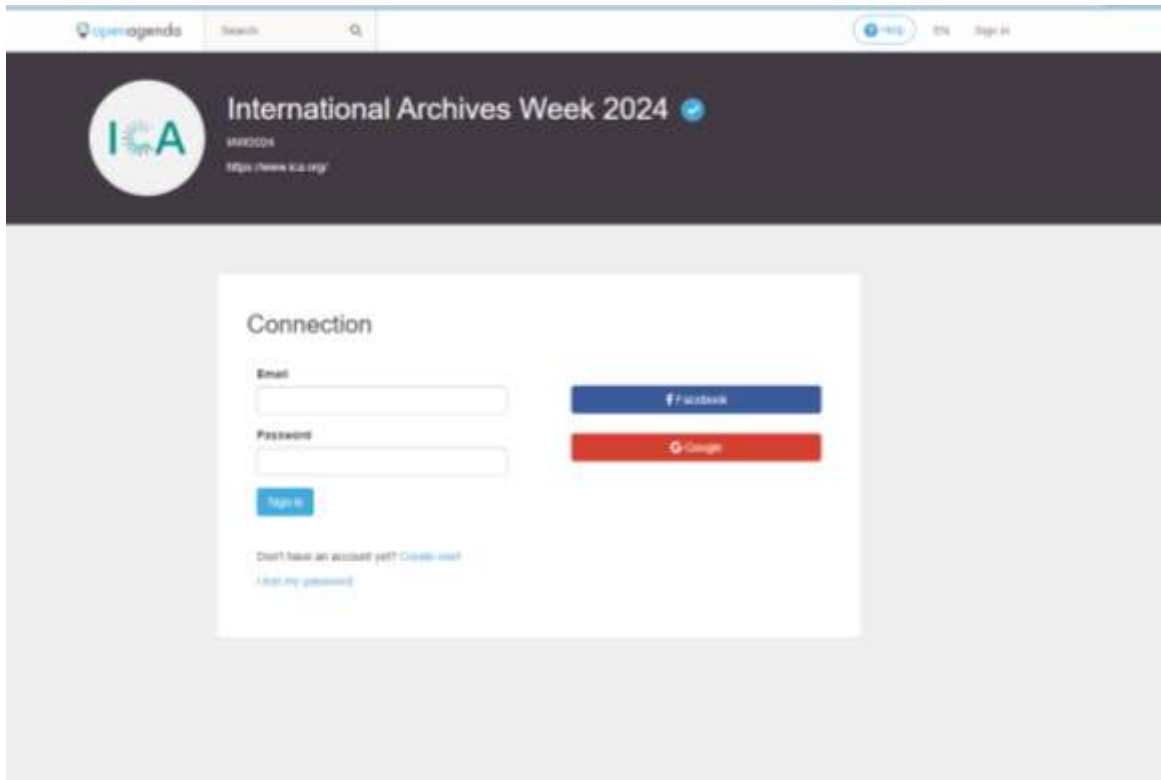 openagenda
Search
Help
EN
Sign in
International Archives Week 2024
IAW2024
https://www.ica.org/
ICA
Connection
Email
Facebook
Password
Google
Sign in
Don't have an account yet? Create one!
I lost my password